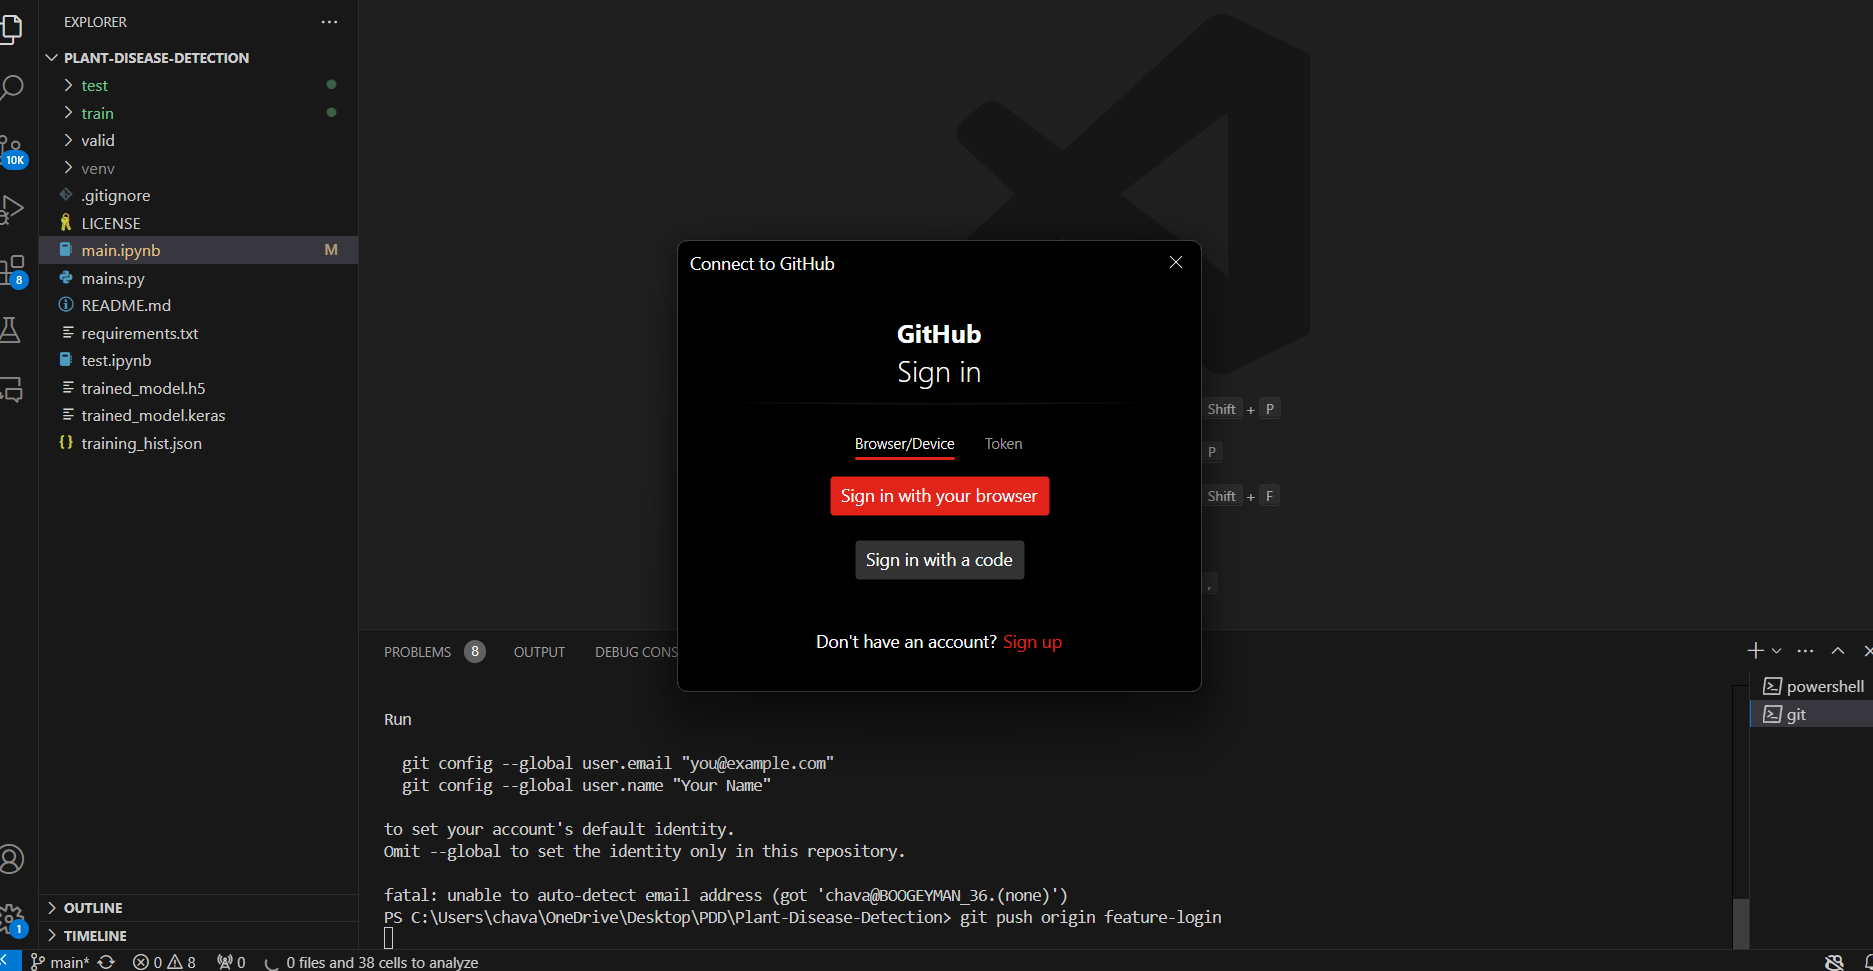 EXPLORER
PLANT-DISEASE-DETECTION
test
train
valid
venv
.gitignore
LICENSE
main.ipynb M
mains.py
README.md
requirements.txt
test.ipynb
trained_model.h5
trained_model.keras
{} training_hist.json
10K
8
1
OUTLINE
TIMELINE
Connect to GitHub
GitHub
Sign in
Browser/Device Token
Sign in with your browser
Sign in with a code
Don't have an account? Sign up
Shift + P
P
Shift + F
,
PROBLEMS 8 OUTPUT DEBUG CONS
powershell
git
Run
git config --global user.email "you@example.com"
git config --global user.name "Your Name"
to set your account's default identity.
Omit --global to set the identity only in this repository.
fatal: unable to auto-detect email address (got 'chava@BOOGEYMAN_36.(none)')
PS C:\Users\chava\OneDrive\Desktop\PDD\Plant-Disease-Detection> git push origin feature-login
main* 0 8 0 0 files and 38 cells to analyze